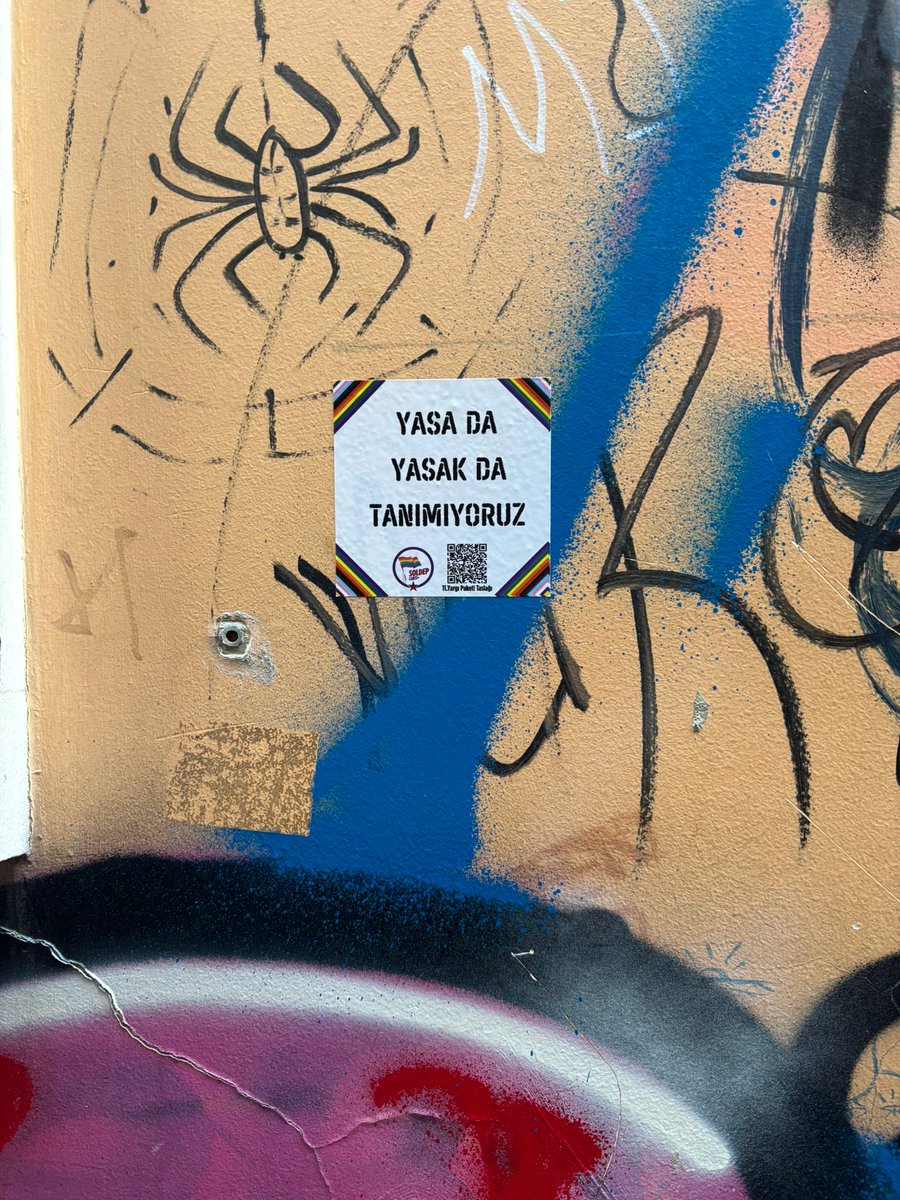 YASA DA
YASAK DA
TANIMIYORUZ
SOLDEP
11.Yargı Paketi Taslağı